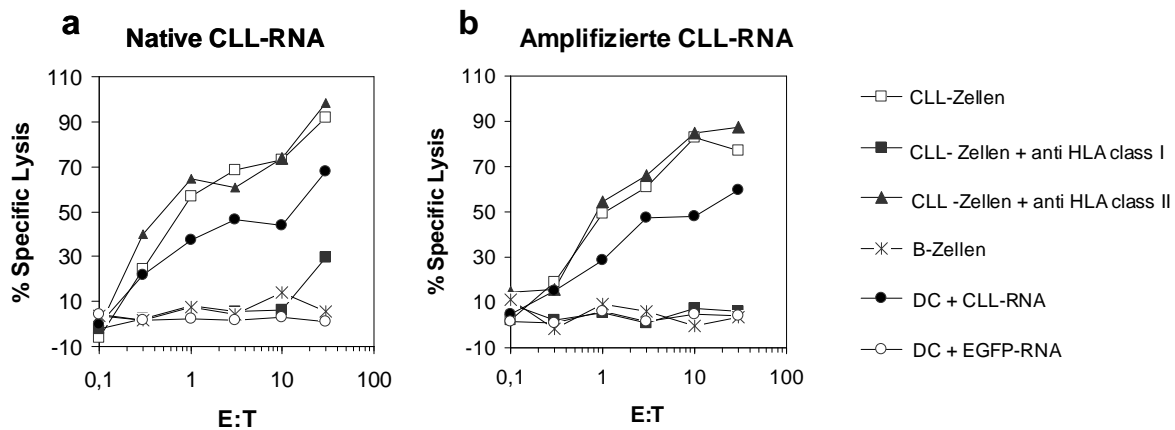 a
Native CLL-RNA
% Specific Lysis
110
90
70
50
30
10
-10
0,1
1
10
100
E:T
b
Amplifizierte CLL-RNA
% Specific Lysis
110
90
70
50
30
10
-10
0,1
1
10
100
E:T
CLL-Zellen
CLL- Zellen + anti HLA class I
CLL -Zellen + anti HLA class II
B-Zellen
DC + CLL-RNA
DC + EGFP-RNA